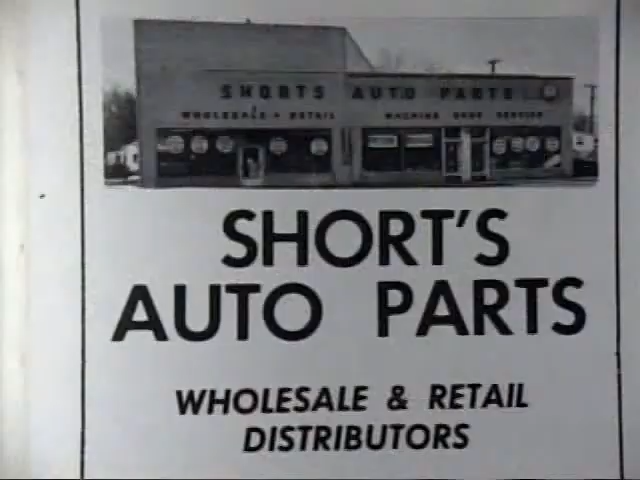 SHORTS AUTO PARTS
WHOLESALE & RETAIL MACHINE SHOP SERVICE
SHORT'S
AUTO PARTS
WHOLESALE & RETAIL
DISTRIBUTORS